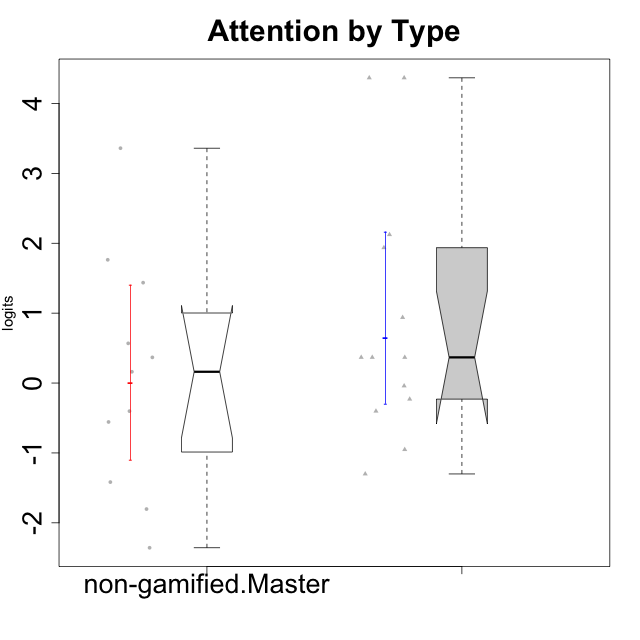 Attention by Type
4
3
2
1
0
-1
-2
logits
non-gamified.Master